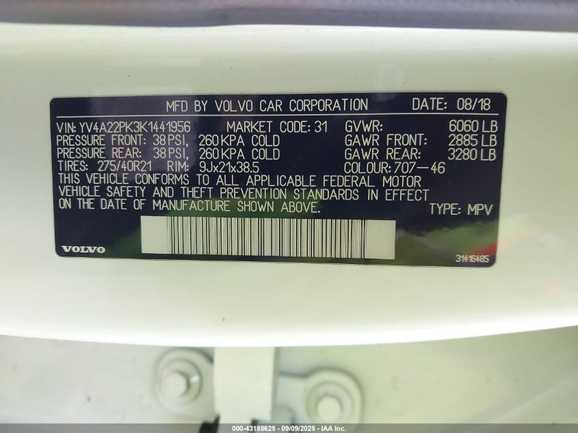 MFD BY VOLVO CAR CORPORATION DATE: 08/18
VIN: YV4A22PK3K1441956 MARKET CODE: 31 GVWR: 6060 LB
PRESSURE FRONT: 38 PSI, 260 KPA COLD GAWR FRONT: 2885 LB
PRESSURE REAR: 38 PSI, 260 KPA COLD GAWR REAR: 3280 LB
TIRES: 275/40R21 RIM: 9Jx21x38.5 COLOUR: 707-46
THIS VEHICLE CONFORMS TO ALL APPLICABLE FEDERAL MOTOR
VEHICLE SAFETY AND THEFT PREVENTION STANDARDS IN EFFECT
ON THE DATE OF MANUFACTURE SHOWN ABOVE. TYPE: MPV
VOLVO
31416485
000-43188625 - 09/09/2025 - IAA Inc.